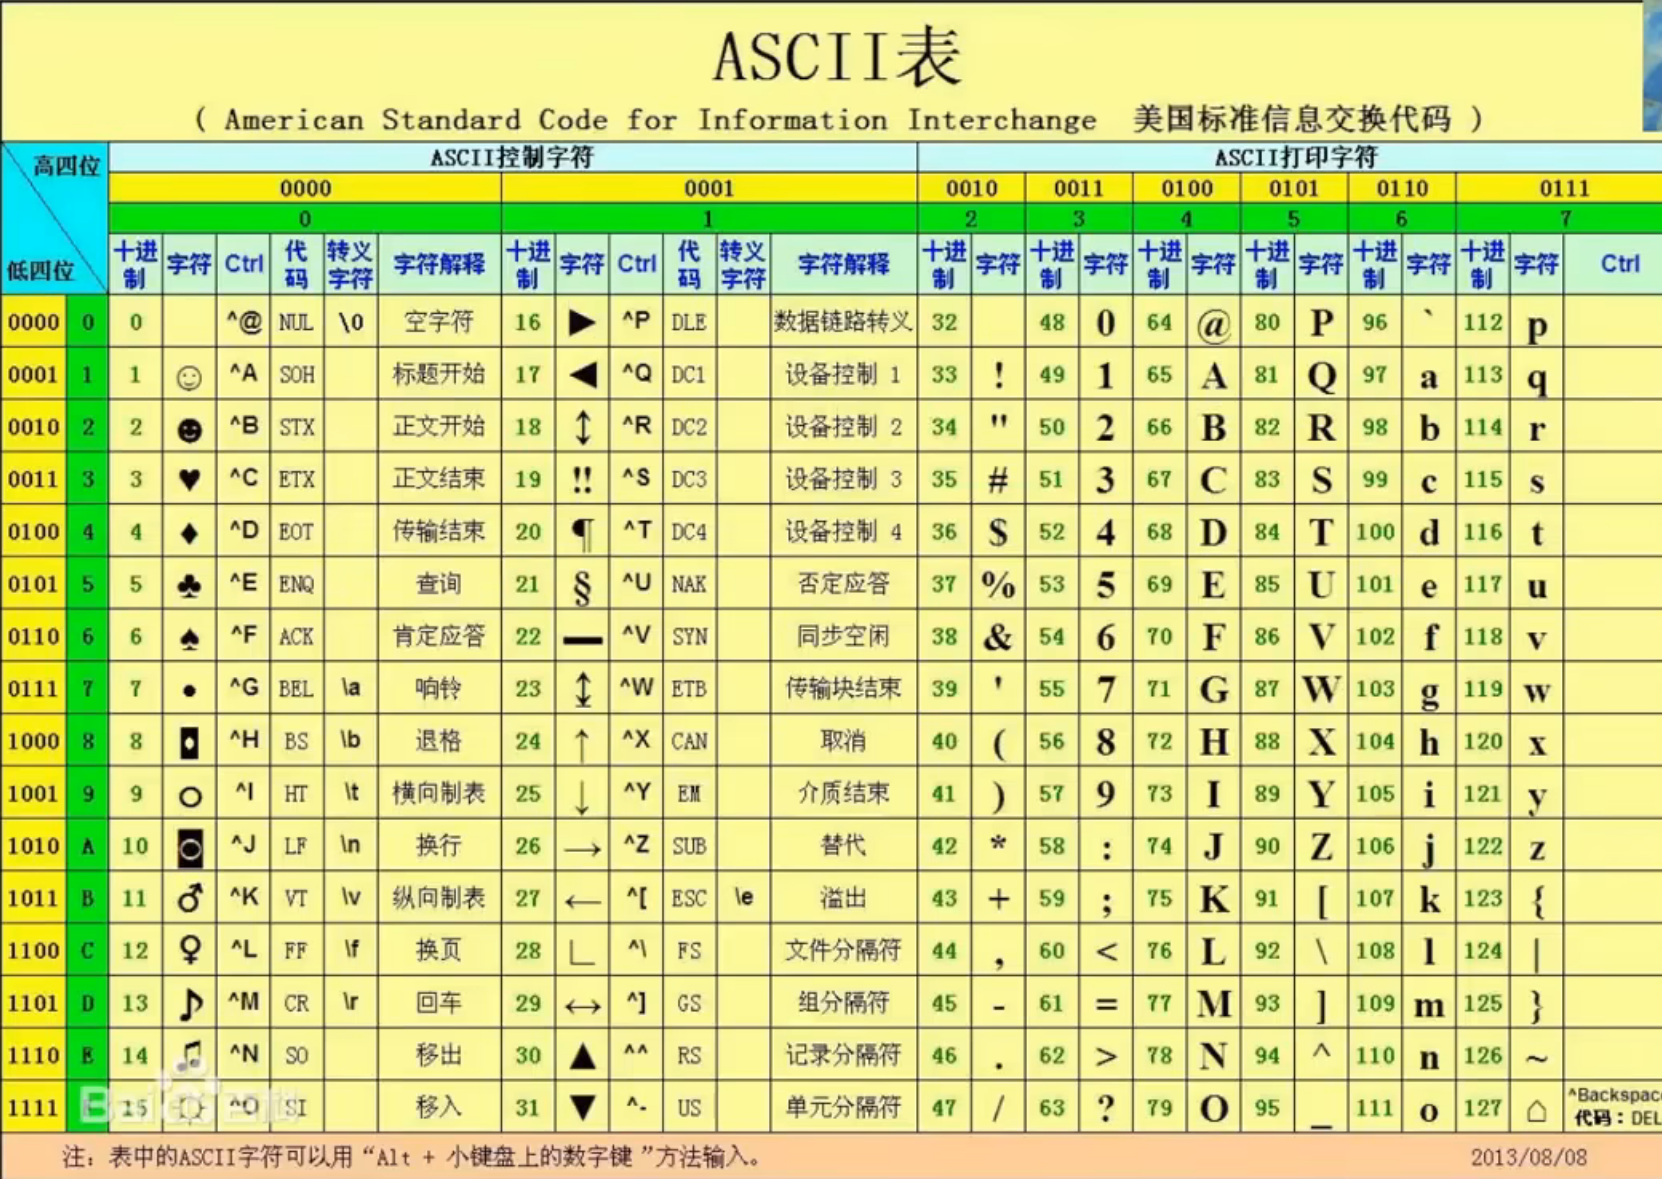 ASCII表
( American Standard Code for Information Interchange 美国标准信息交换代码 )
高四位 ASCII控制字符 ASCII打印字符
0000 0001 0010 0011 0100 0101 0110 0111
0 1 2 3 4 5 6 7
低四位 十进制 字符 Ctrl 代码 转义字符 字符解释 十进制 字符 Ctrl 代码 转义字符 字符解释 十进制 字符 十进制 字符 十进制 字符 十进制 字符 十进制 字符 十进制 字符 Ctrl
0000 0 0 ^@ NUL \0 空字符 16 ► ^P DLE 数据链路转义 32 48 0 64 @ 80 P 96 ` 112 p
0001 1 1 ☺ ^A SOH 标题开始 17 ◄ ^Q DC1 设备控制 1 33 ! 49 1 65 A 81 Q 97 a 113 q
0010 2 2 ☻ ^B STX 正文开始 18 ↕ ^R DC2 设备控制 2 34 " 50 2 66 B 82 R 98 b 114 r
0011 3 3 ♥ ^C ETX 正文结束 19 ‼ ^S DC3 设备控制 3 35 # 51 3 67 C 83 S 99 c 115 s
0100 4 4 ♦ ^D EOT 传输结束 20 ¶ ^T DC4 设备控制 4 36 $ 52 4 68 D 84 T 100 d 116 t
0101 5 5 ♣ ^E ENQ 查询 21 § ^U NAK 否定应答 37 % 53 5 69 E 85 U 101 e 117 u
0110 6 6 ♠ ^F ACK 肯定应答 22 ▬ ^V SYN 同步空闲 38 & 54 6 70 F 86 V 102 f 118 v
0111 7 7 • ^G BEL \a 响铃 23 ↨ ^W ETB 传输块结束 39 ' 55 7 71 G 87 W 103 g 119 w
1000 8 8 ◘ ^H BS \b 退格 24 ↑ ^X CAN 取消 40 ( 56 8 72 H 88 X 104 h 120 x
1001 9 9 ○ ^I HT \t 横向制表 25 ↓ ^Y EM 介质结束 41 ) 57 9 73 I 89 Y 105 i 121 y
1010 A 10 ◙ ^J LF \n 换行 26 → ^Z SUB 替代 42 * 58 : 74 J 90 Z 106 j 122 z
1011 B 11 ♂ ^K VT \v 纵向制表 27 ← ^[ ESC \e 溢出 43 + 59 ; 75 K 91 [ 107 k 123 {
1100 C 12 ♀ ^L FF \f 换页 28 ∟ ^\ FS 文件分隔符 44 , 60 < 76 L 92 \ 108 l 124 |
1101 D 13 ♪ ^M CR \r 回车 29 ↔ ^] GS 组分隔符 45 - 61 = 77 M 93 ] 109 m 125 }
1110 E 14 ♫ ^N SO 移出 30 ▲ ^^ RS 记录分隔符 46 . 62 > 78 N 94 ^ 110 n 126 ~
1111 15 ☼ ^O SI 移入 31 ▼ ^- US 单元分隔符 47 / 63 ? 79 O 95 _ 111 o 127 ⌂ ^Backspace
代码：DEL
Bai 百科
注：表中的ASCII字符可以用“Alt + 小键盘上的数字键”方法输入。 2013/08/08